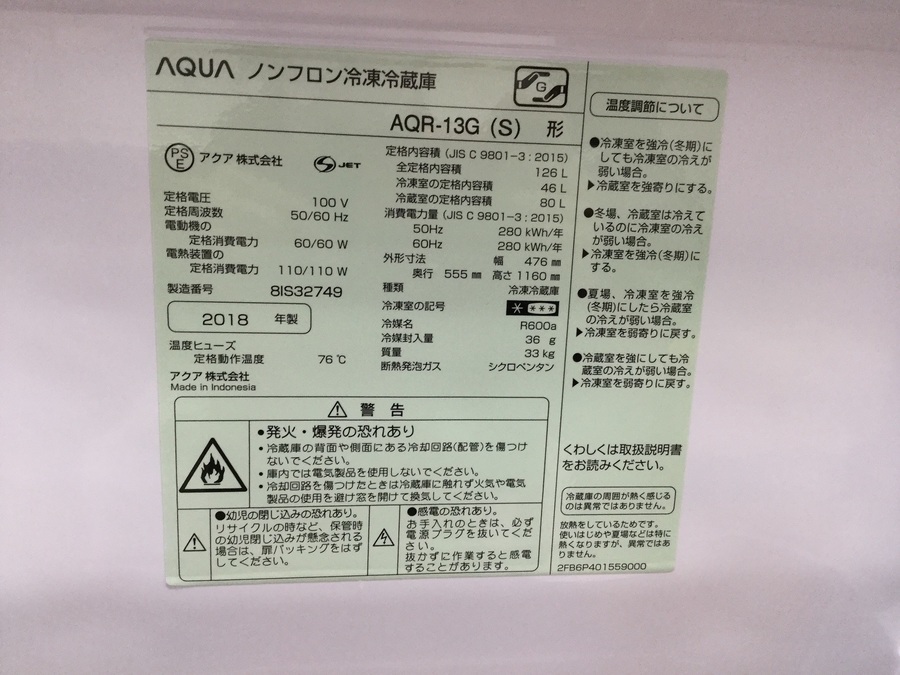 AQUA ノンフロン冷凍冷蔵庫
G
AQR-13G (S) 形
PSE アクア株式会社
S JET
定格電圧 100 V
定格周波数 50/60 Hz
電動機の
定格消費電力 60/60 W
電熱装置の
定格消費電力 110/110 W
製造番号 8IS32749
2018 年製
温度ヒューズ
定格動作温度 76 ℃
アクア株式会社
Made in Indonesia
定格内容積 (JIS C 9801-3 : 2015)
全定格内容積 126 L
冷凍室の定格内容積 46 L
冷蔵室の定格内容積 80 L
消費電力量 (JIS C 9801-3 : 2015)
50Hz 280 kWh/年
60Hz 280 kWh/年
外形寸法 幅 476 ㎜
奥行 555 ㎜ 高さ 1160 ㎜
種類 冷凍冷蔵庫
冷凍室の記号 * ***
冷媒名 R600a
冷媒封入量 36 g
質量 33 kg
断熱発泡ガス シクロペンタン
⚠ 警 告
●発火・爆発の恐れあり
・冷蔵庫の背面や側面にある冷却回路(配管)を傷つけ
ないでください。
・庫内では電気製品を使用しないでください。
・冷却回路を傷つけたときは冷蔵庫に触れず火気や電気
製品の使用を避け窓を開けて換気してください。
●幼児の閉じ込みの恐れあり。
リサイクルの時など、保管時
の幼児閉じ込みが懸念される
場合は、扉パッキングをはず
してください。
●感電の恐れあり。
お手入れのときは、必ず
電源プラグを抜いてくだ
さい。
抜かずに作業すると感電
することがあります。
温度調節について
●冷凍室を強冷(冬期)に
しても冷凍室の冷えが
弱い場合。
▶冷蔵室を強寄りにする。
●冬場、冷蔵室は冷えて
いるのに冷凍室の冷え
が弱い場合。
▶冷凍室を強冷(冬期)に
する。
●夏場、冷凍室を強冷
(冬期)にしたら冷蔵室
の冷えが弱い場合。
▶冷凍室を弱寄りに戻す。
●冷蔵室を強にしても冷
蔵室の冷えが弱い場合。
▶冷凍室を弱寄りに戻す。
くわしくは取扱説明書
をお読みください。
冷蔵庫の周囲が熱く感じる
のは異常ではありません。
放熱をしているためです。
使いはじめや夏場などは特に
熱くなりますが、異常ではあ
りません。
2FB6P401559000